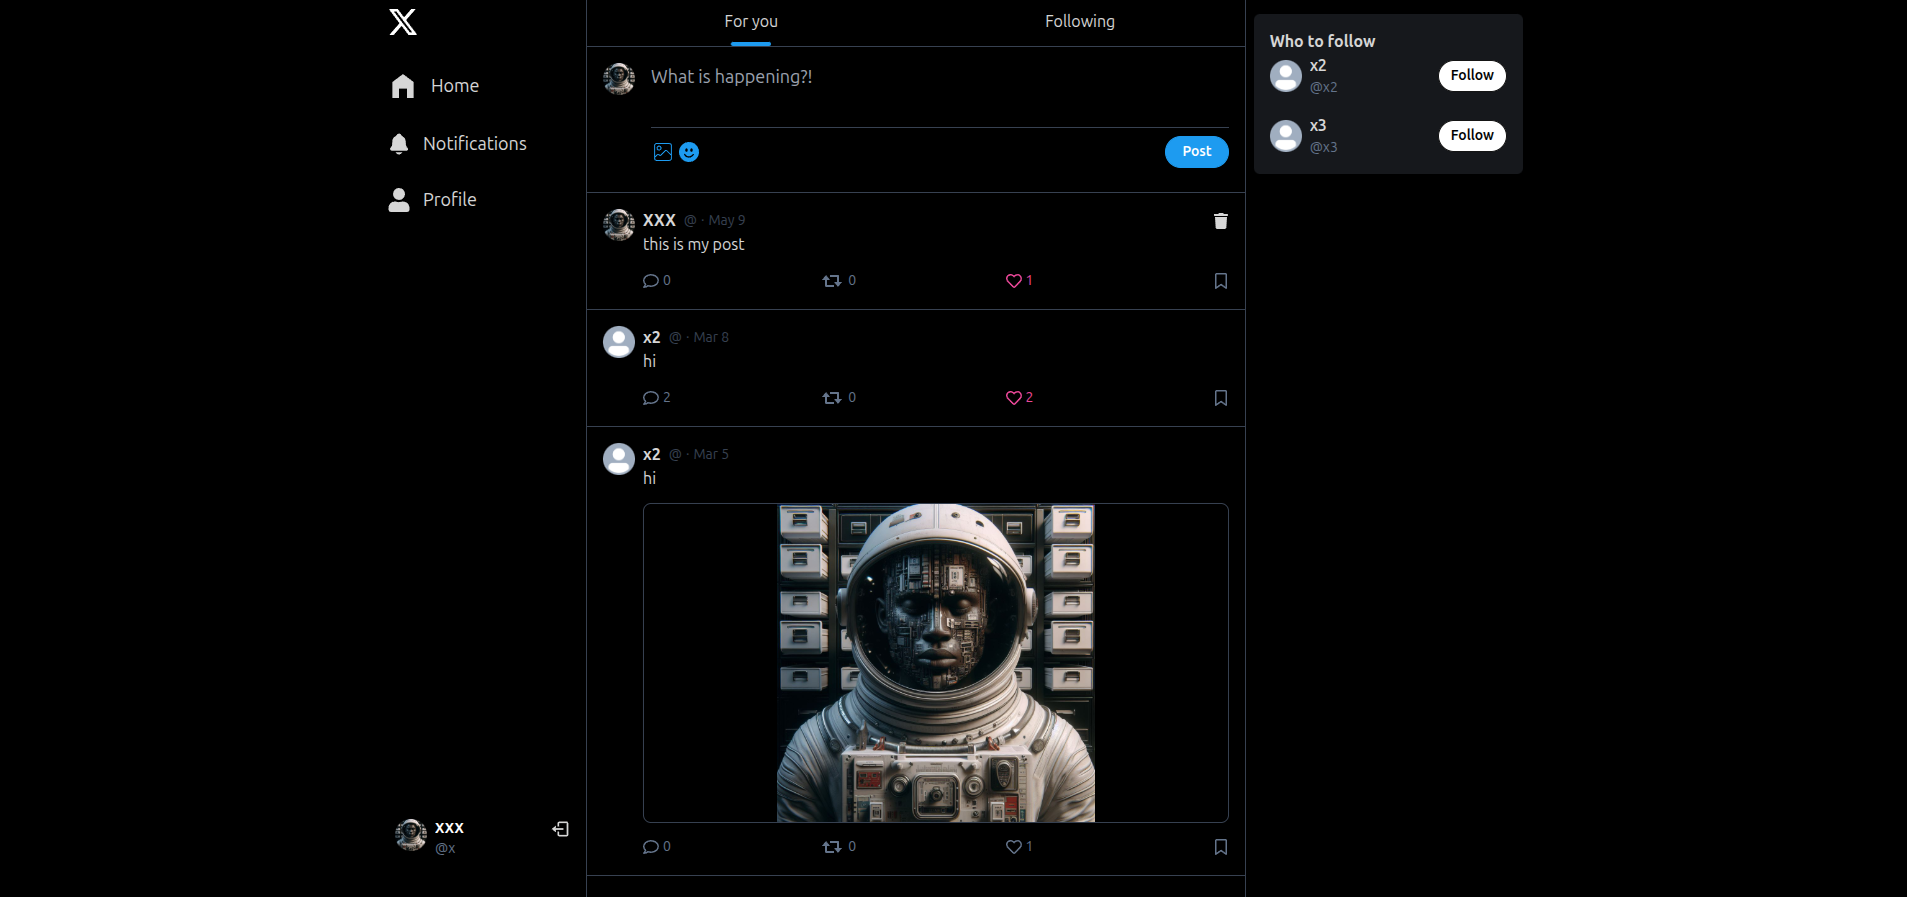 Home
Notifications
Profile
XXX
@x
For you Following
What is happening?!
Post
XXX @ · May 9
this is my post
0 0 1
x2 @ · Mar 8
hi
2 0 2
x2 @ · Mar 5
hi
0 0 1
Who to follow
x2
@x2
Follow
x3
@x3
Follow